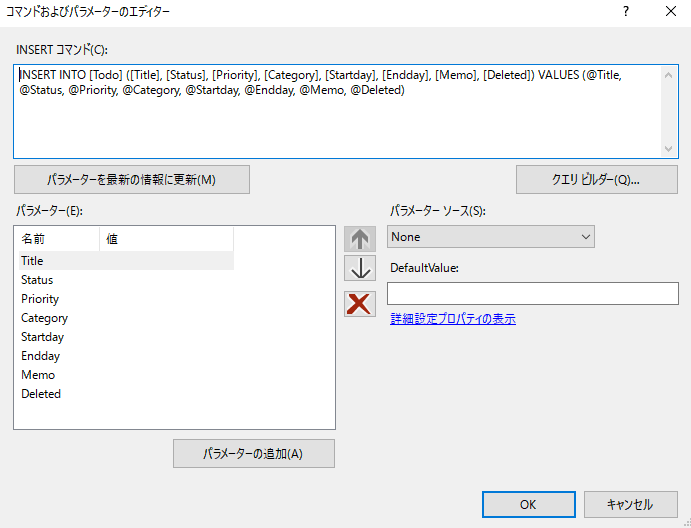 コマンドおよびパラメーターのエディター
INSERT コマンド(C):
INSERT INTO [Todo] ([Title], [Status], [Priority], [Category], [Startday], [Endday], [Memo], [Deleted]) VALUES (@Title,
@Status, @Priority, @Category, @Startday, @Endday, @Memo, @Deleted)
パラメーターを最新の情報に更新(M)
クエリ ビルダー(Q)...
パラメーター(E):
パラメーター ソース(S):
名前 値
None
Title
Status
DefaultValue:
Priority
Category
詳細設定プロパティの表示
Startday
Endday
Memo
Deleted
パラメーターの追加(A)
OK
キャンセル